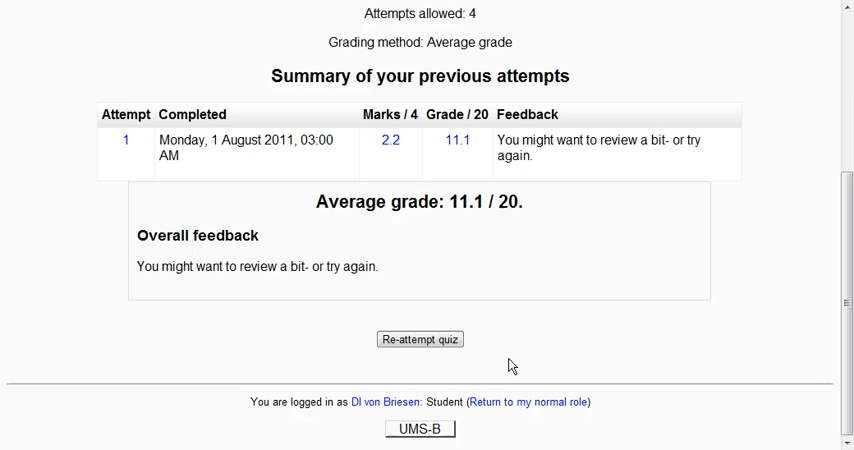 Attempts allowed: 4
Grading method: Average grade
Summary of your previous attempts
Attempt Completed Marks / 4 Grade / 20 Feedback
1 Monday, 1 August 2011, 03:00 AM 2.2 11.1 You might want to review a bit- or try again.
Average grade: 11.1 / 20.
Overall feedback
You might want to review a bit- or try again.
Re-attempt quiz
You are logged in as DI von Briesen: Student (Return to my normal role)
UMS-B